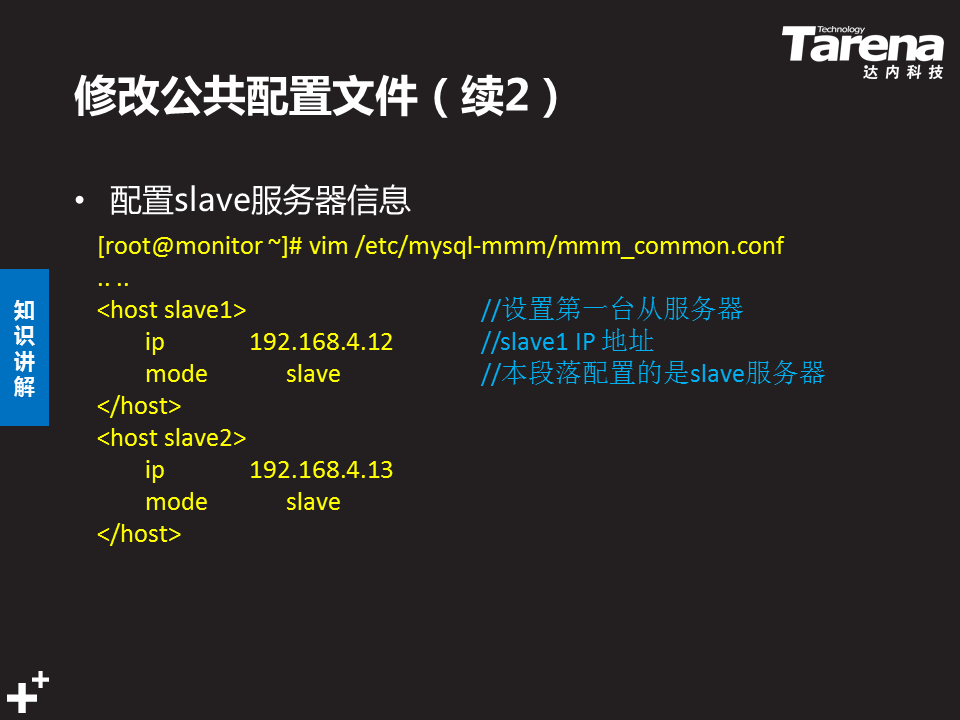 Technology
Tarena
达内科技
修改公共配置文件（续2）
• 配置slave服务器信息
[root@monitor ~]# vim /etc/mysql-mmm/mmm_common.conf
.. ..
<host slave1> //设置第一台从服务器
ip 192.168.4.12 //slave1 IP 地址
mode slave //本段落配置的是slave服务器
</host>
<host slave2>
ip 192.168.4.13
mode slave
</host>
知识讲解